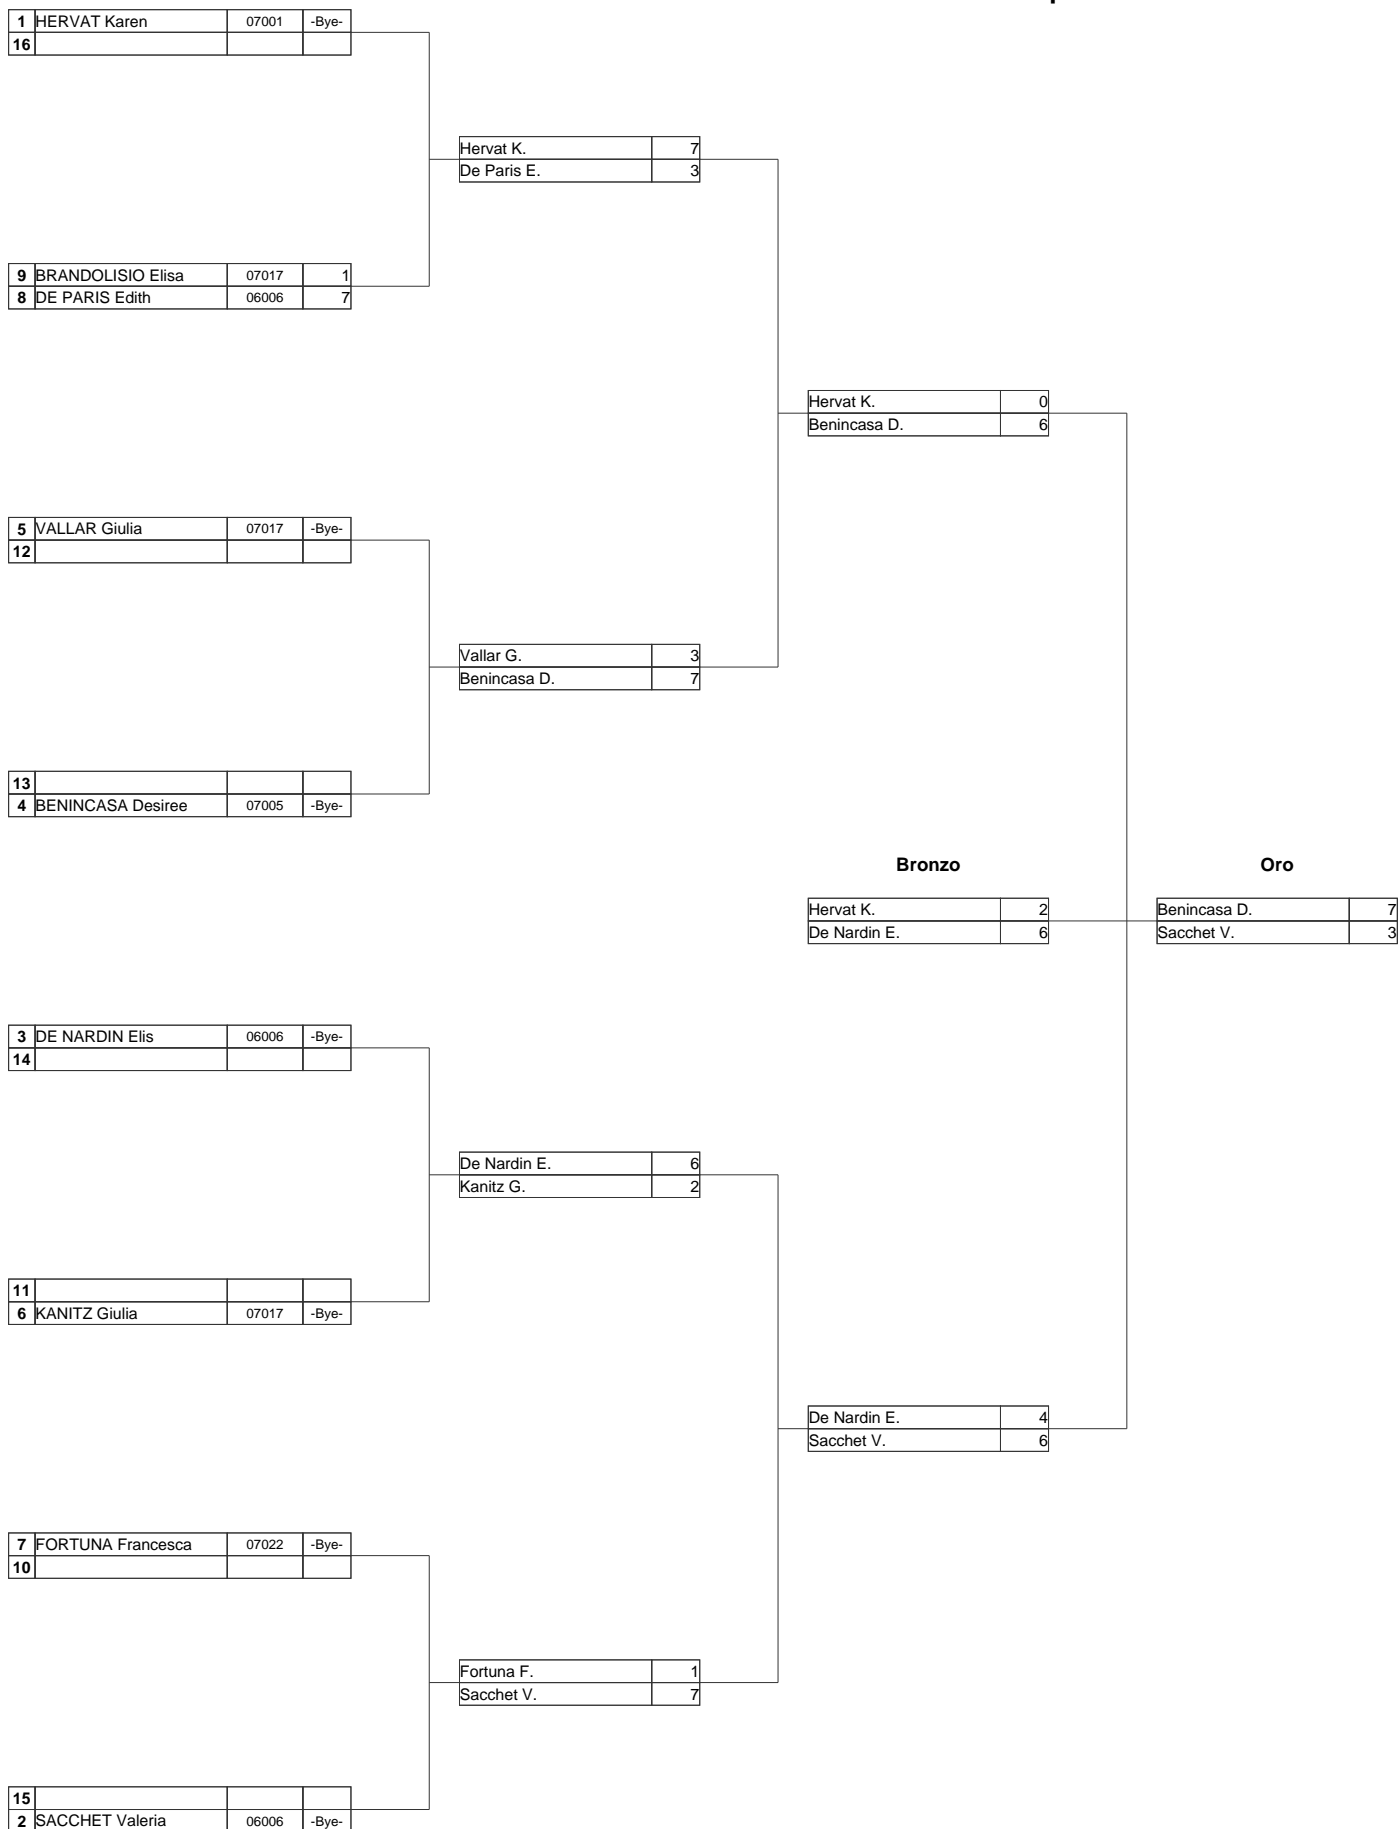 1 HERVAT Karen 07001 -Bye-
16
Hervat K. 7
De Paris E. 3
9 BRANDOLISIO Elisa 07017 1
8 DE PARIS Edith 06006 7
Hervat K. 0
Benincasa D. 6
5 VALLAR Giulia 07017 -Bye-
12
Vallar G. 3
Benincasa D. 7
13
4 BENINCASA Desiree 07005 -Bye-
Bronzo Oro
Hervat K. 2 Benincasa D. 7
De Nardin E. 6 Sacchet V. 3
3 DE NARDIN Elis 06006 -Bye-
14
De Nardin E. 6
Kanitz G. 2
11
6 KANITZ Giulia 07017 -Bye-
De Nardin E. 4
Sacchet V. 6
7 FORTUNA Francesca 07022 -Bye-
10
Fortuna F. 1
Sacchet V. 7
15
2 SACCHET Valeria 06006 -Bye-